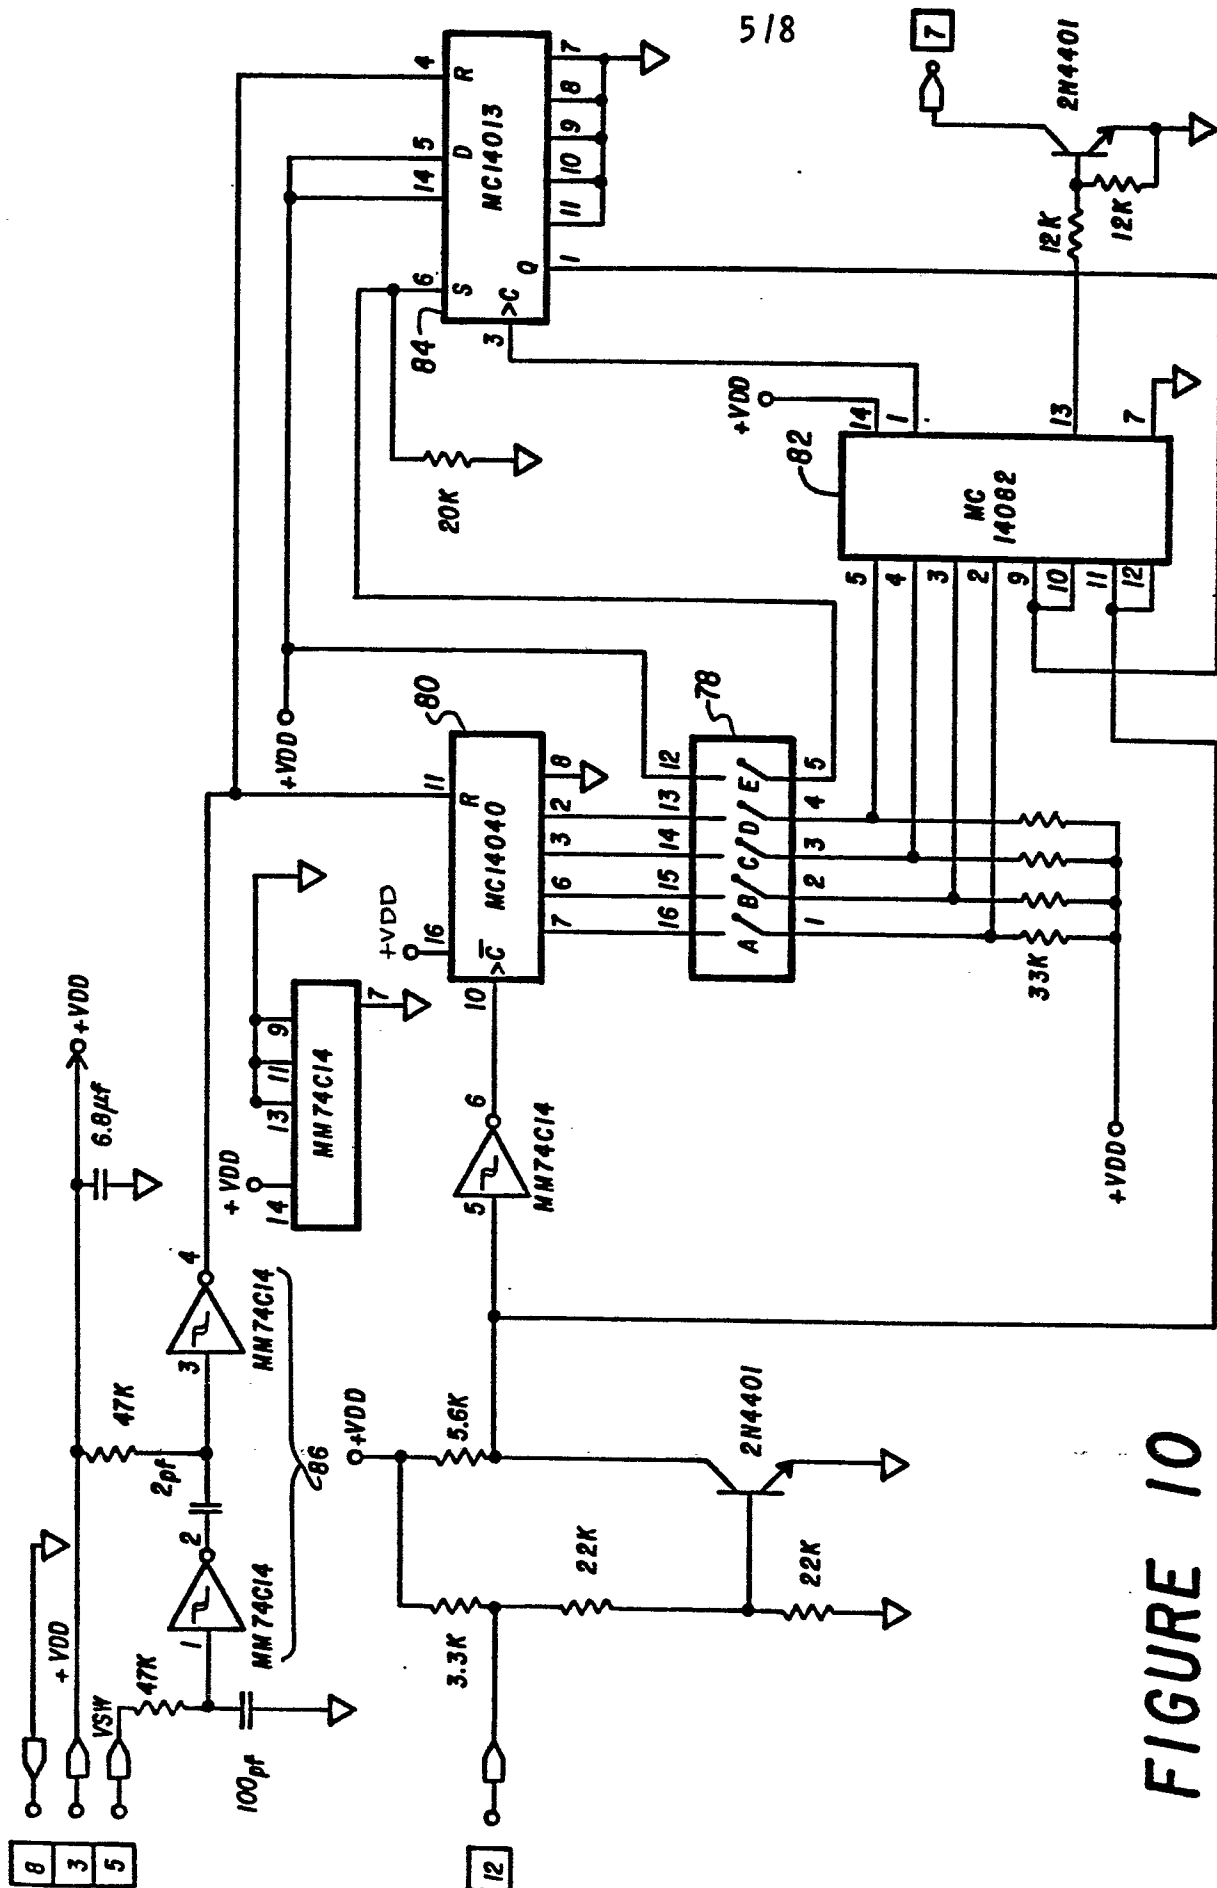 5/8
8
3
5
+VDD
VSW
47K
100pf
1
MM74C14
2
2pf
47K
3
MM74C14
4
86
6.8µf
+VDD
+VDD
14
13
11
9
MM74C14
7
12
3.3K
22K
22K
+VDD
5.6K
2N4401
5
MM74C14
6
10
>C
+VDD
16
MC14040
R
11
80
7
6
3
2
8
+VDD
16
15
14
13
12
A
B
C
D
E
78
1
2
3
4
5
33K
+VDD
20K
84
6
14
5
4
S
D
R
MC14013
>C
Q
3
1
11
10
9
8
7
+VDD
82
14
1
MC
14082
13
7
5
4
3
2
9
10
11
12
12K
12K
2N4401
7
FIGURE 10